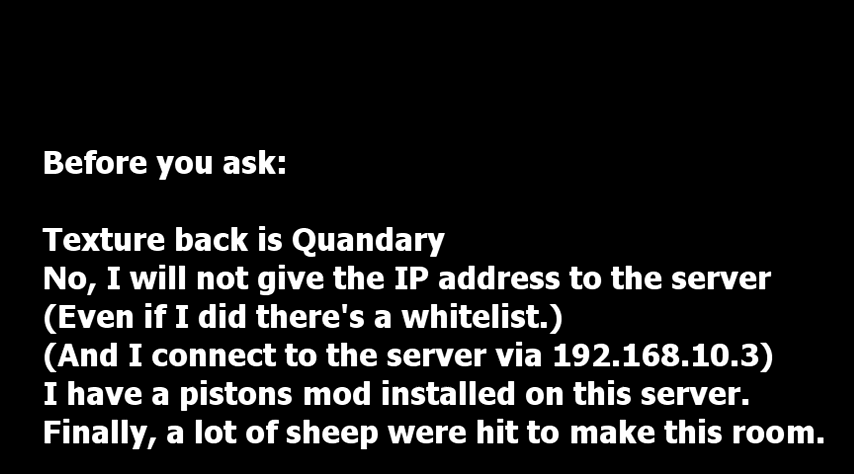 Before you ask:
Texture back is Quandary
No, I will not give the IP address to the server
(Even if I did there's a whitelist.)
(And I connect to the server via 192.168.10.3)
I have a pistons mod installed on this server.
Finally, a lot of sheep were hit to make this room.